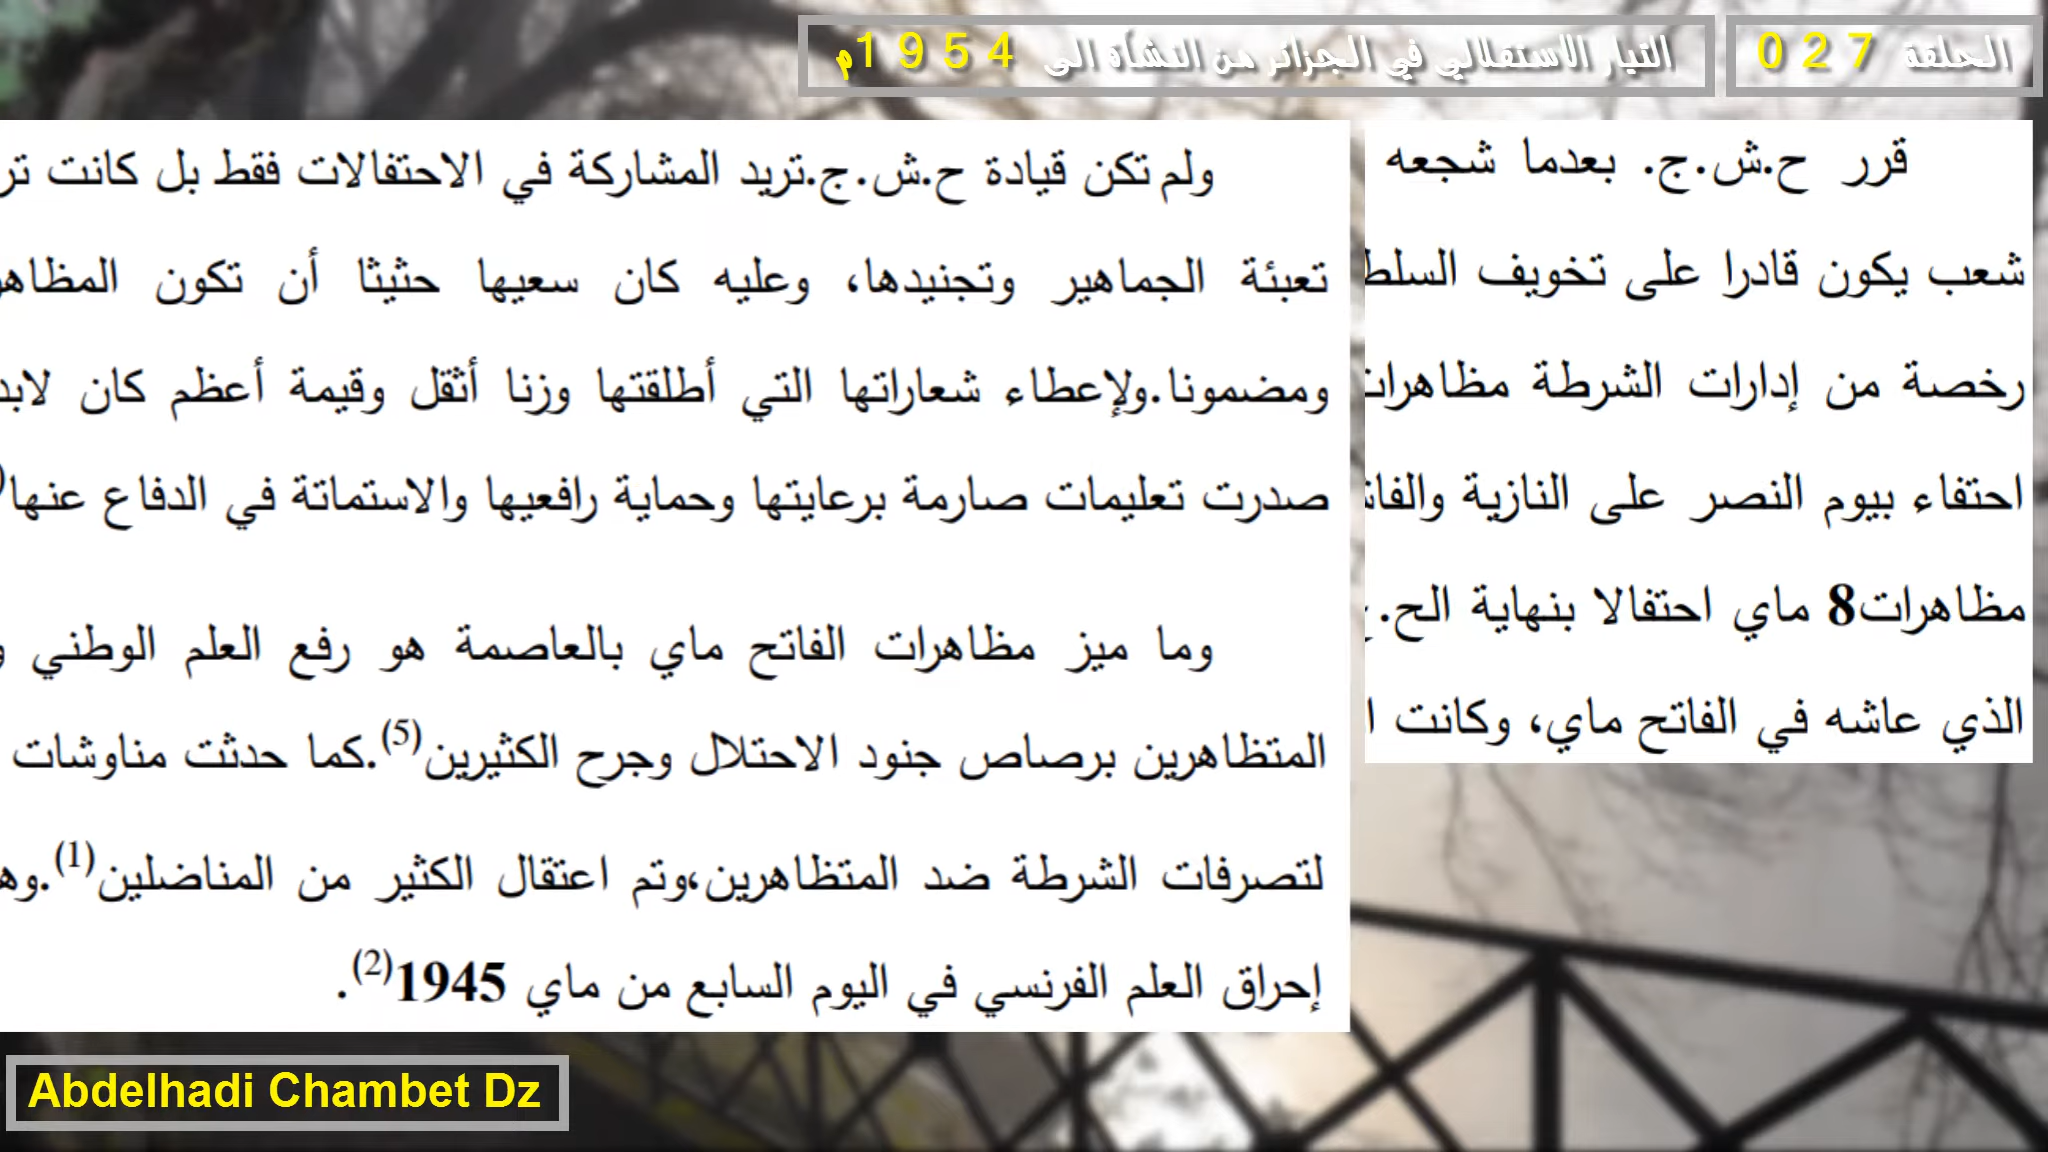 الحلقة 027
التيار الاستقلالي في الجزائر من النشأة الى 1954م
قرر ح.ش.ج. بعدما شجعه
شعب يكون قادرا على تخويف
رخصة من إدارات الشرطة
احتفاء بيوم النصر على النازية
مظاهرات8 ماي احتفالا بنهاية الح.
الذي عاشه في الفاتح ماي، وكانت
ولم تكن قيادة ح.ش.ج.تريد المشاركة في الاحتفالات فقط بل كانت
تعبئة الجماهير وتجنيدها، وعليه كان سعيها حثيثا أن تكون
ومضمونا.ولإعطاء شعاراتها التي أطلقتها وزنا أثقل وقيمة أعظم كان
صدرت تعليمات صارمة برعايتها وحماية رافعيها والاستماتة في الدفاع عنها
وما ميز مظاهرات الفاتح ماي بالعاصمة هو رفع العلم الوطني
المتظاهرين برصاص جنود الاحتلال وجرح الكثيرين(5).كما حدثت مناوشات
لتصرفات الشرطة ضد المتظاهرين،وتم اعتقال الكثير من المناضلين(1).
إحراق العلم الفرنسي في اليوم السابع من ماي 1945(2).
Abdelhadi Chambet Dz